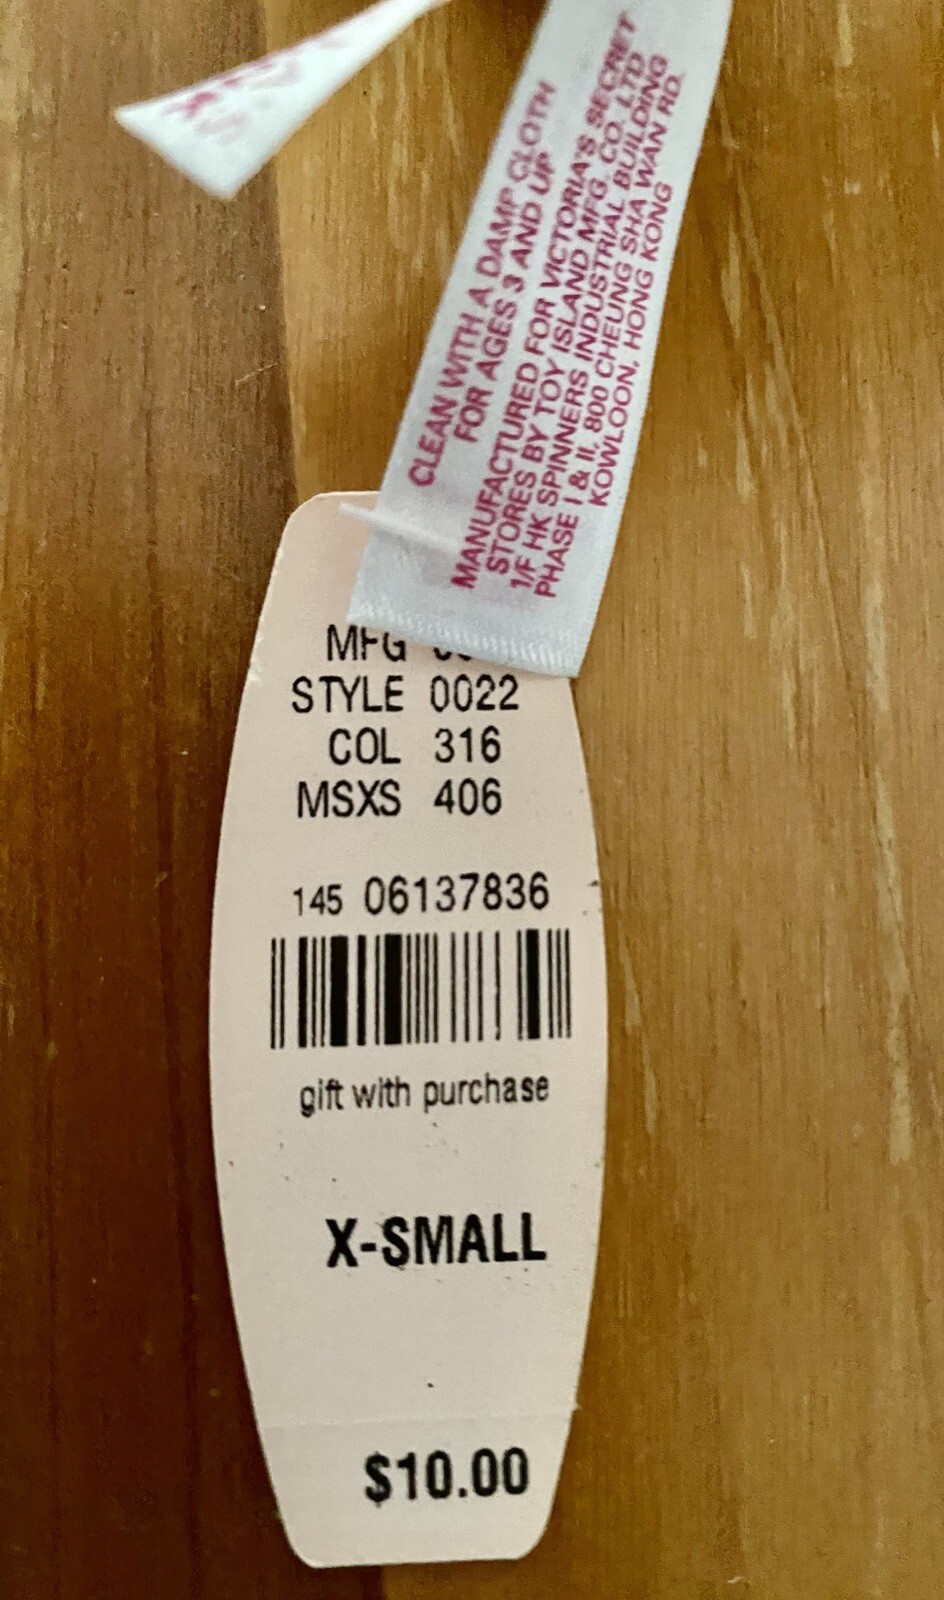 CLEAN WITH A DAMP CLOTH
FOR AGES 3 AND UP
MANUFACTURED FOR VICTORIA'S SECRET
STORES BY TOY ISLAND MFG. CO. LTD
1/F HK SPINNERS INDUSTRIAL BUILDING
PHASE I & II, 800 CHEUNG SHA WAN RD.
KOWLOON, HONG KONG
MFG
STYLE 0022
COL 316
MSXS 406
145 06137836
gift with purchase
X-SMALL
$10.00